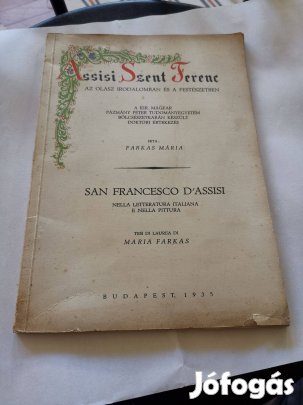 Assisi Szent Ferenc
AZ OLASZ IRODALOMBAN ÉS A FESTÉSZETBEN
A KIR. MAGYAR
PÁZMÁNY PÉTER TUDOMÁNYEGYETEM
BÖLCSÉSZETKARÁN KÉSZÜLT
DOKTORI ÉRTEKEZÉS
ÍRTA:
FARKAS MÁRIA
SAN FRANCESCO D'ASSISI
NELLA LETTERATURA ITALIANA
E NELLA PITTURA
TESI DI LAUREA DI
MARIA FARKAS
BUDAPEST, 1935
Jófogás